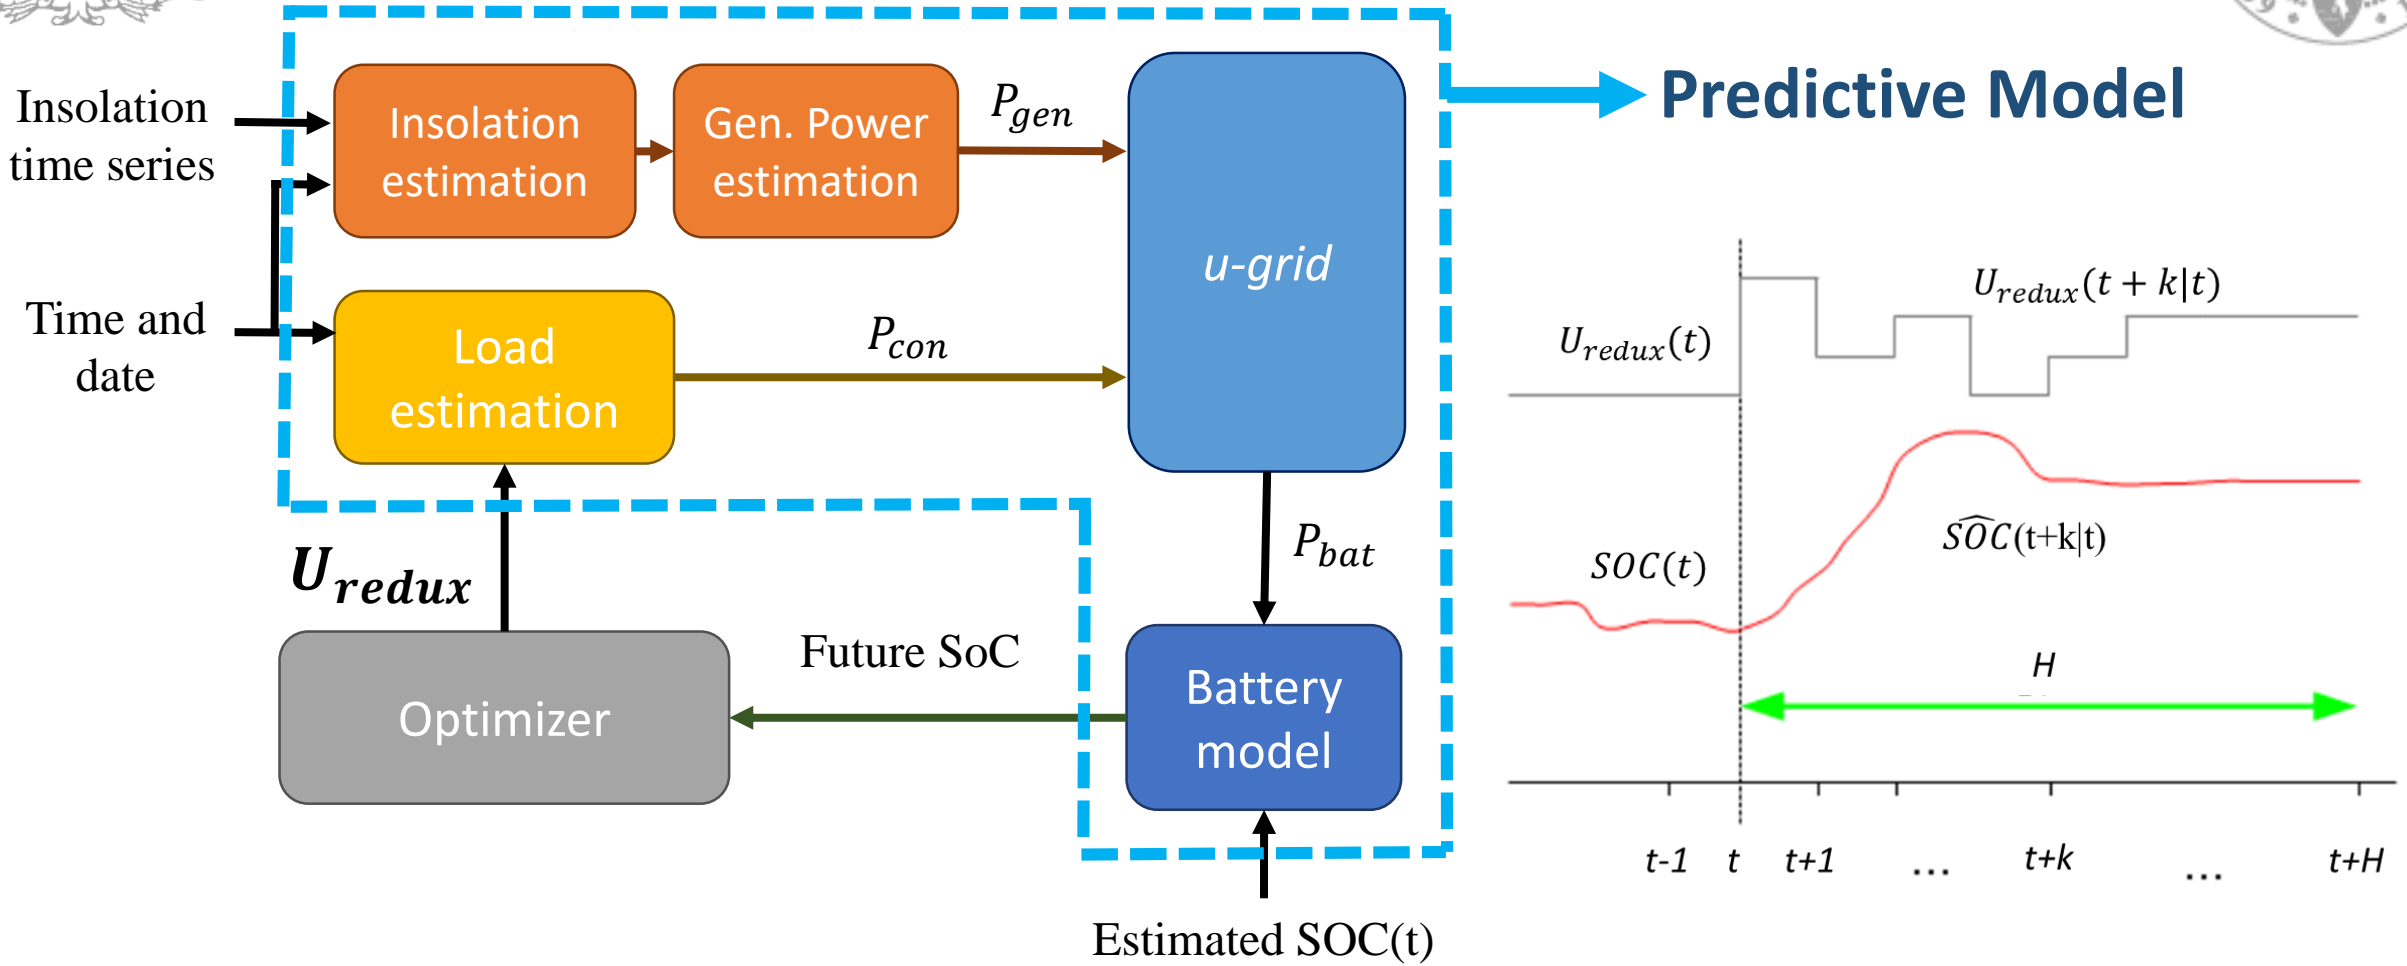 Insolation
time series
Time and
date
Insolation
estimation
Gen. Power
estimation
P_gen
u-grid
Predictive Model
Load
estimation
P_con
U_redux
Optimizer
Future SoC
P_bat
Battery
model
Estimated SOC(t)
U_redux(t)
U_redux(t + k|t)
SOC(t)
SOC^(t+k|t)
H
t-1 t t+1 ... t+k ... t+H